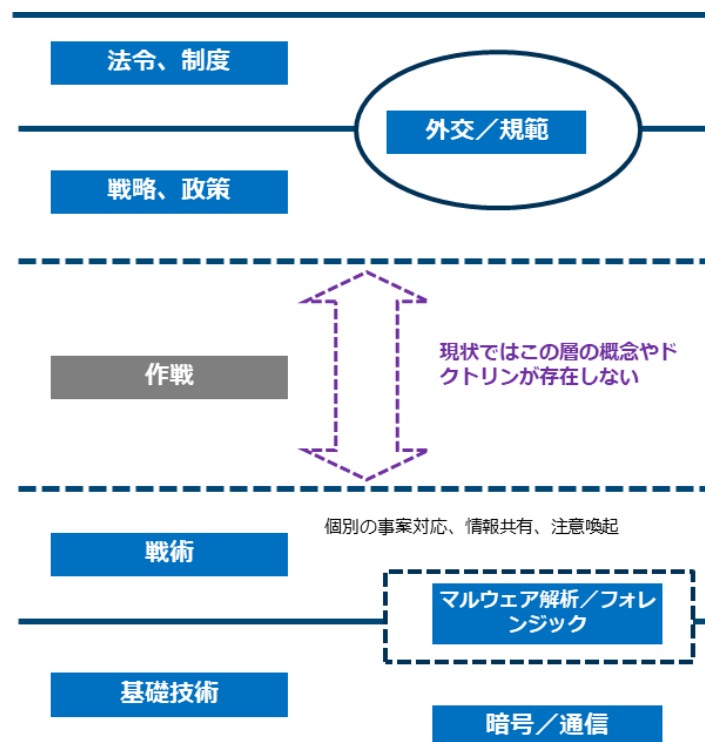 法令、制度
外交／規範
戦略、政策
現状ではこの層の概念やド
クトリンが存在しない
作戦
個別の事案対応、情報共有、注意喚起
戦術
マルウェア解析／フォレ
ンジック
基礎技術
暗号／通信